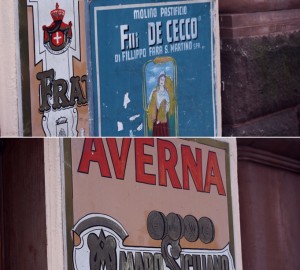 MOLINO PASTIFICIO
F.lli DE CECCO
DI FILIPPO FARA S. MARTINO
FRA
AVERNA
AMARO SICILIANO